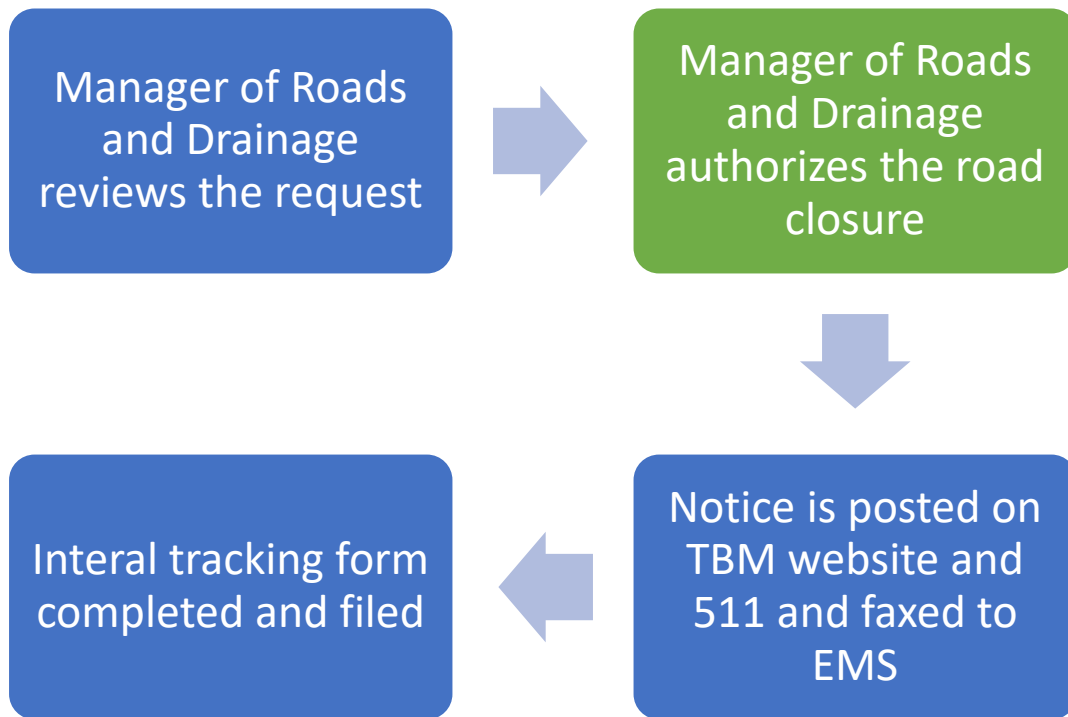 Manager of Roads
and Drainage
reviews the request
Manager of Roads
and Drainage
authorizes the road
closure
Notice is posted on
TBM website and
511 and faxed to
EMS
Interal tracking form
completed and filed